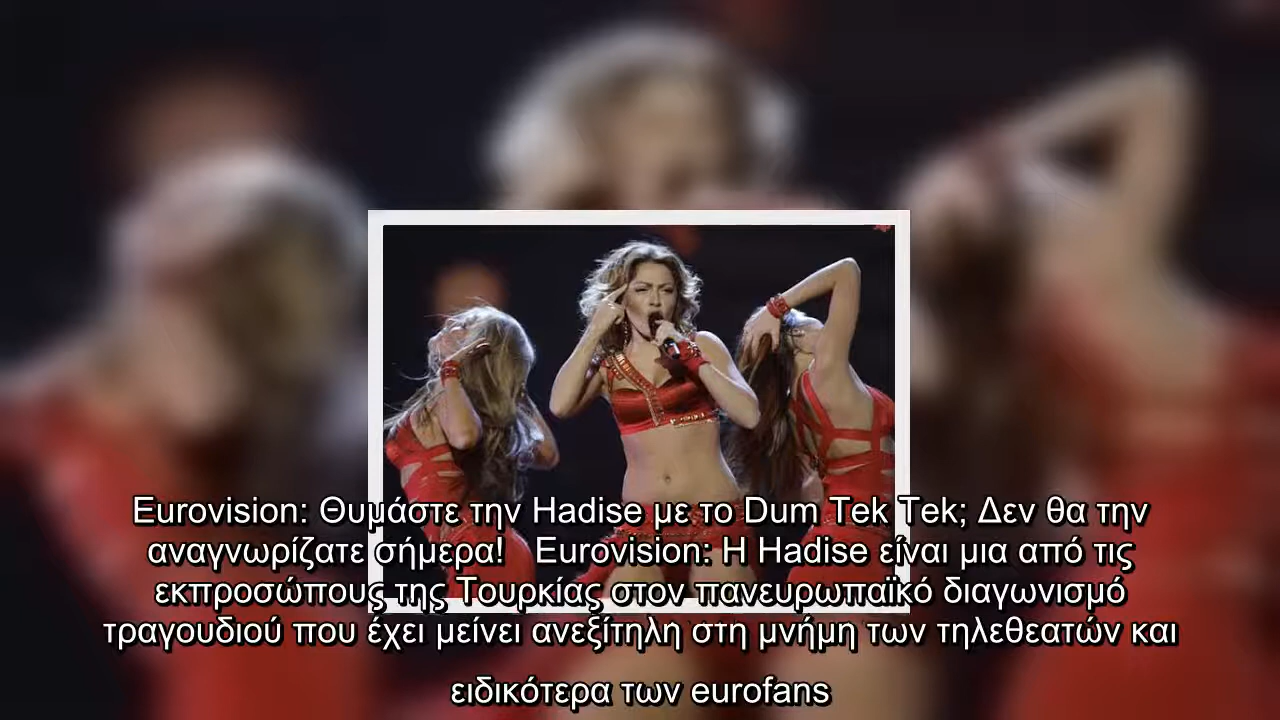 Eurovision: Θυμάστε την Hadise με το Dum Tek Tek; Δεν θα την
αναγνωρίζατε σήμερα! Eurovision: Η Hadise είναι μια από τις
εκπροσώπους της Τουρκίας στον πανευρωπαϊκό διαγωνισμό
τραγουδιού που έχει μείνει ανεξίτηλη στη μνήμη των τηλεθεατών και
ειδικότερα των eurofans